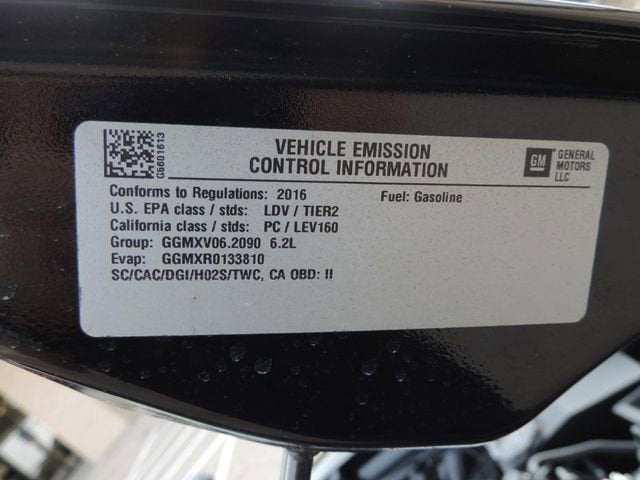 G6601613
VEHICLE EMISSION
CONTROL INFORMATION
GM
GENERAL
MOTORS
LLC
Conforms to Regulations: 2016 Fuel: Gasoline
U.S. EPA class / stds: LDV / TIER2
California class / stds: PC / LEV160
Group: GGMXV06.2090 6.2L
Evap: GGMXR0133810
SC/CAC/DGI/HO2S/TWC, CA OBD: II